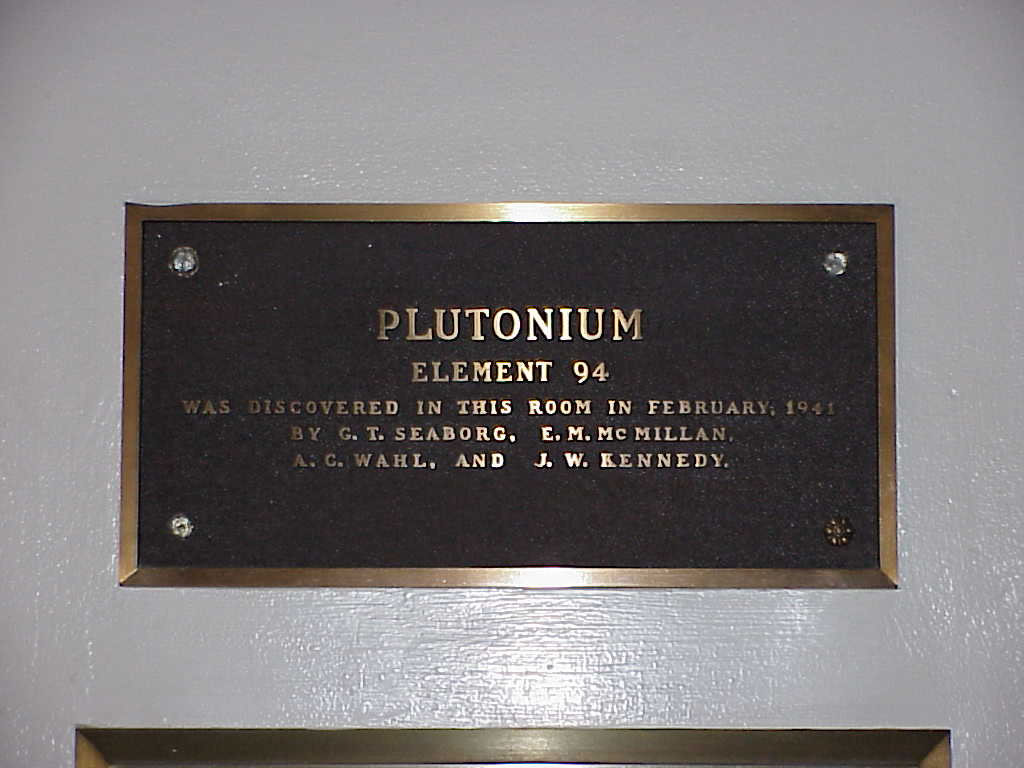 PLUTONIUM
ELEMENT 94
WAS DISCOVERED IN THIS ROOM IN FEBRUARY, 1941
BY G. T. SEABORG, E. M. MCMILLAN,
A. C. WAHL, AND J. W. KENNEDY.